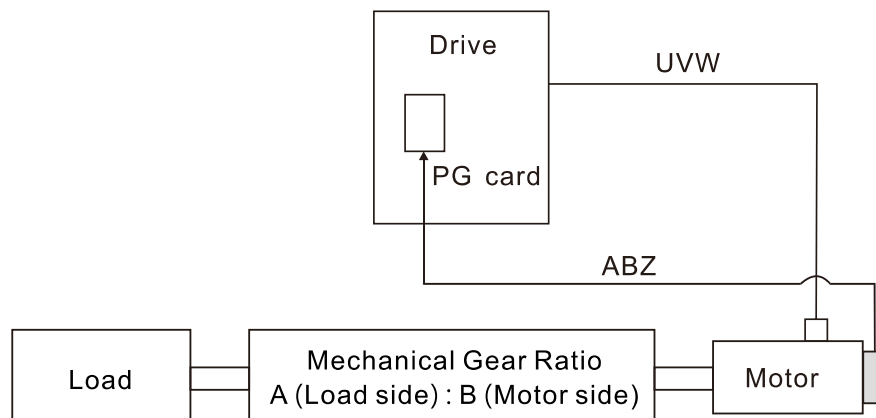 Drive
UVW
PG card
ABZ
Load
Mechanical Gear Ratio
A (Load side) : B (Motor side)
Motor